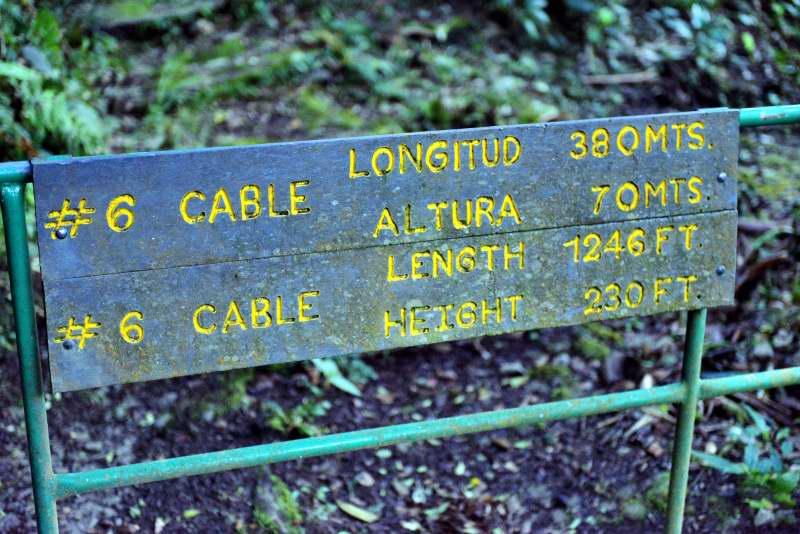 LONGITUD 380MTS.
#6 CABLE
ALTURA 70MTS.
LENGTH 1246FT.
#6 CABLE
HEIGHT 230FT.